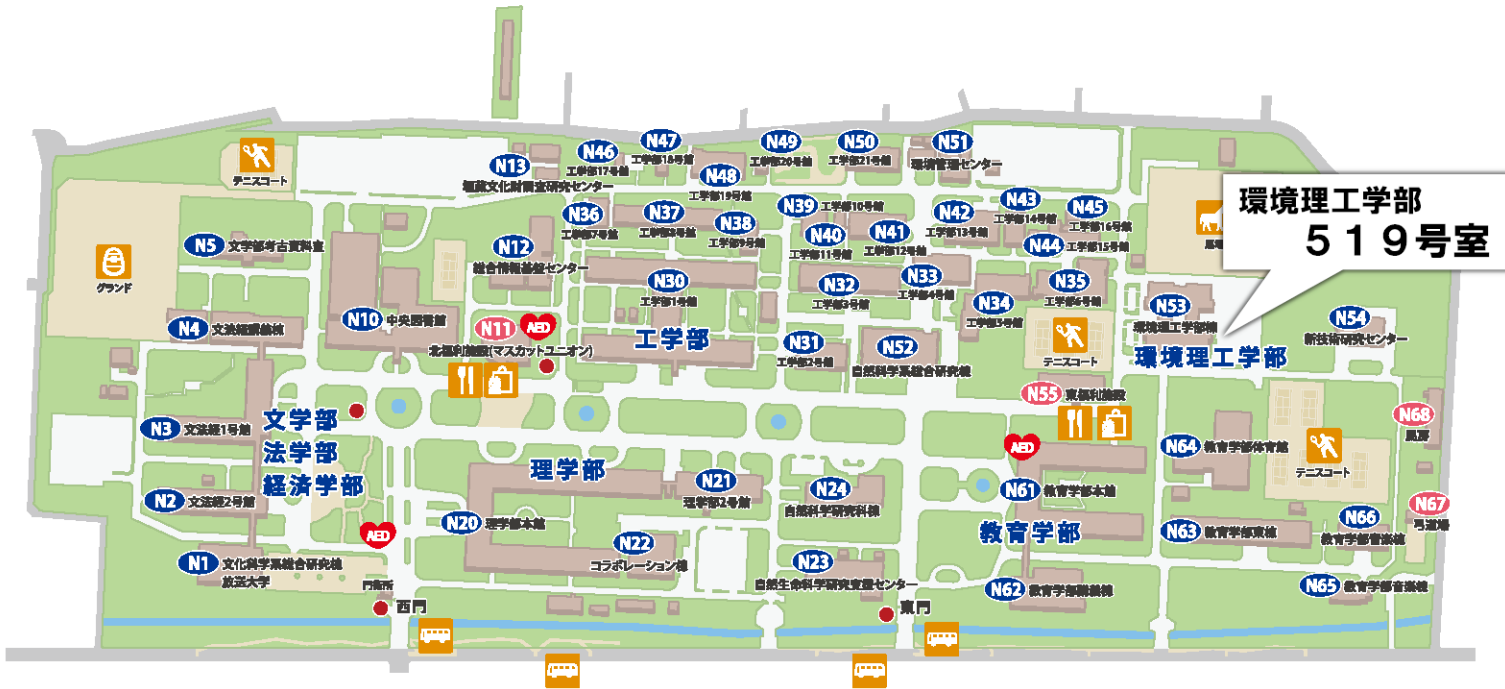 N47
工学部18号館
N46
工学部17号館
N49
工学部20号館
N50
工学部21号館
N51
環境管理センター
N13
埋蔵文化財調査研究センター
N48
工学部19号館
テニスコート
環境理工学部
519号室
N5
文学部考古資料室
N12
総合情報基盤センター
N36
工学部7号館
N37
工学部8号館
N38
工学部9号館
N39
工学部10号館
N40
工学部11号館
N41
工学部12号館
N42
工学部13号館
N43
工学部14号館
N45
工学部16号館
N44
工学部15号館
グランド
N4
文法経講義棟
N10
中央図書館
N11
AED
北福利施設(マスカットユニオン)
N30
工学部1号館
工学部
N32
工学部3号館
N33
工学部4号館
N34
工学部5号館
N35
工学部6号館
N31
工学部2号館
N52
自然科学系総合研究棟
テニスコート
N53
環境理工学部棟
環境理工学部
N54
新技術研究センター
N55
東福利施設
N3
文法経1号館
文学部
法学部
経済学部
N2
文法経2号館
N1
文化科学系総合研究棟
放送大学
AED
門衛所
西門
理学部
N20
理学部本館
N21
理学部2号館
N22
コラボレーション棟
N24
自然科学研究科棟
N23
東門
AED
N61
教育学部本館
教育学部
N62
教育学部講義棟
N64
教育学部体育館
テニスコート
N68
N67
弓道場
N63
教育学部東棟
N66
教育学部音楽棟
N65
教育学部音楽棟